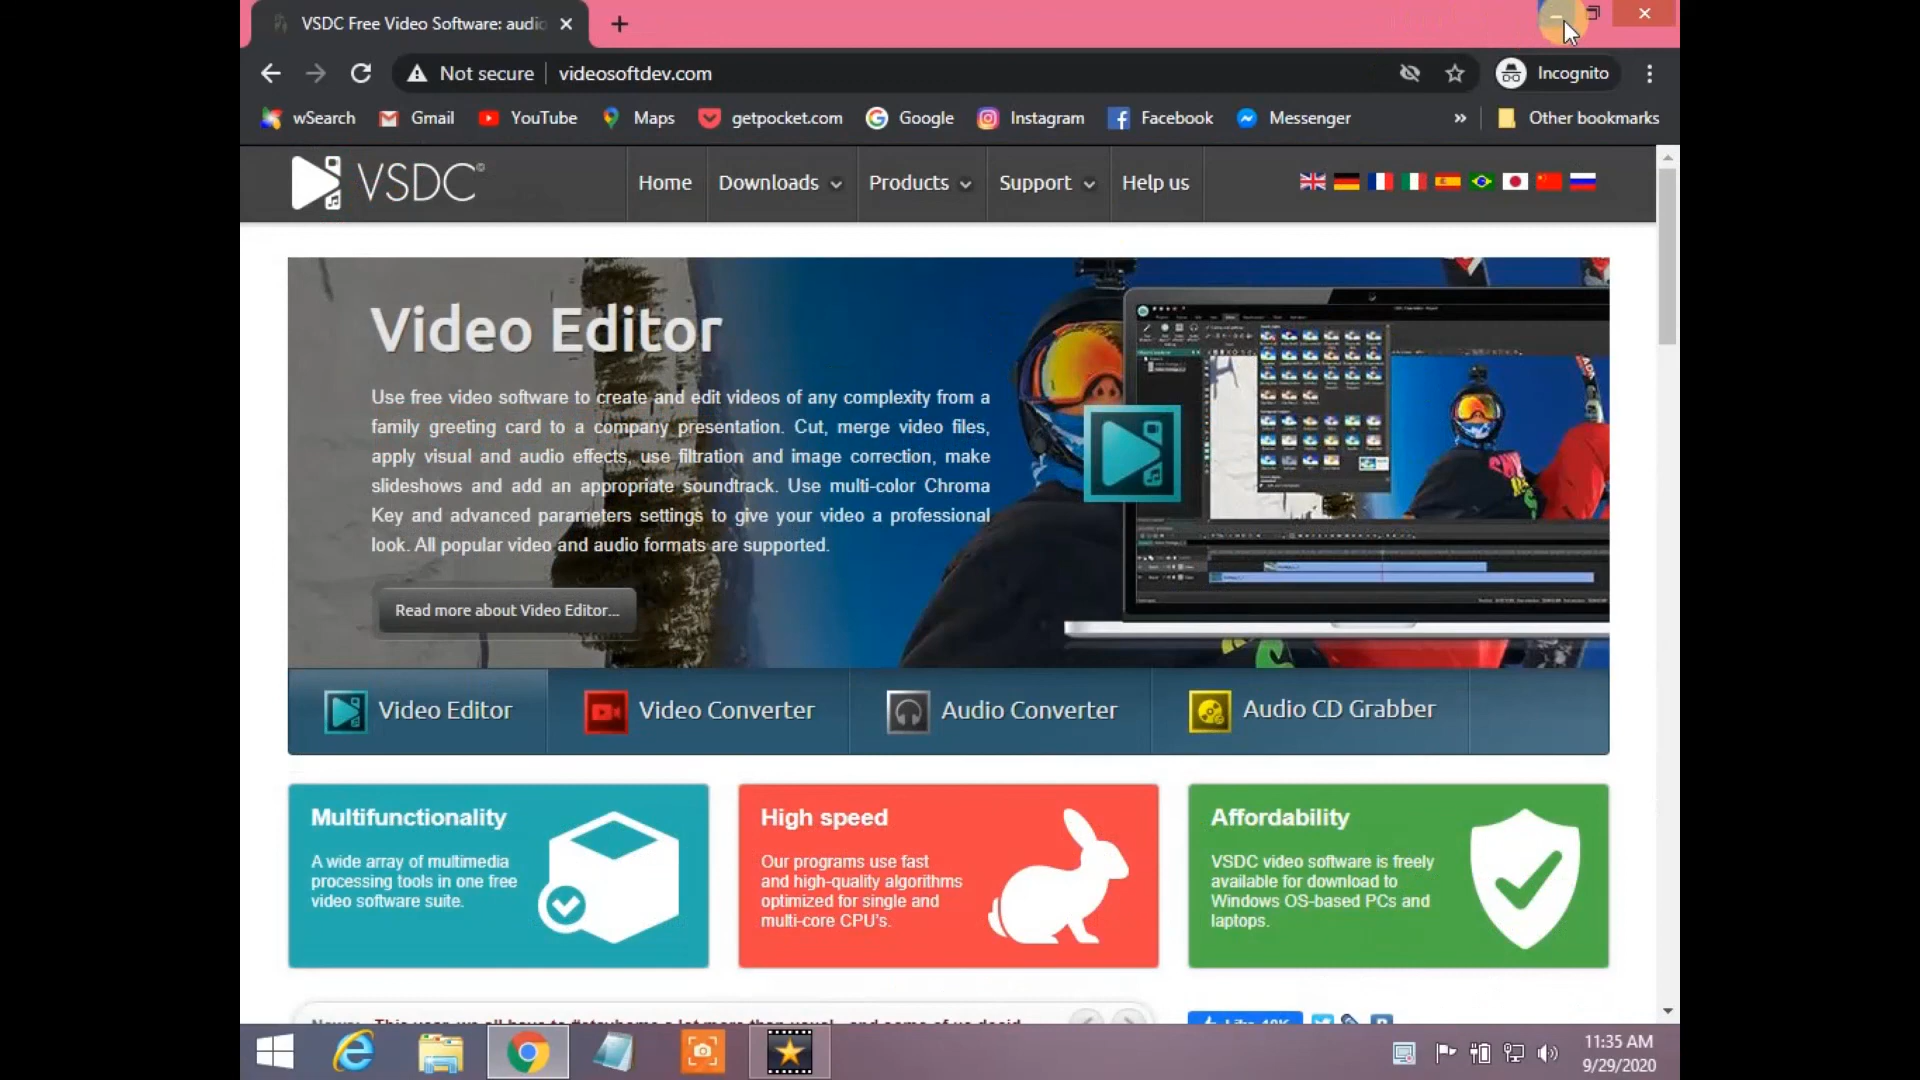 VSDC Free Video Software: audio
Not secure
videosoftdev.com
Incognito
wSearch
Gmail
YouTube
Maps
getpocket.com
Google
Instagram
Facebook
Messenger
»
Other bookmarks
VSDC
Home
Downloads
Products
Support
Help us
Video Editor
Use free video software to create and edit videos of any complexity from a
family greeting card to a company presentation. Cut, merge video files,
apply visual and audio effects, use filtration and image correction, make
slideshows and add an appropriate soundtrack. Use multi-color Chroma
Key and advanced parameters settings to give your video a professional
look. All popular video and audio formats are supported.
Read more about Video Editor...
Video Editor
Video Converter
Audio Converter
Audio CD Grabber
Multifunctionality
A wide array of multimedia
processing tools in one free
video software suite.
High speed
Our programs use fast
and high-quality algorithms
optimized for single and
multi-core CPU's.
Affordability
VSDC video software is freely
available for download to
Windows OS-based PCs and
laptops.
11:35 AM
9/29/2020